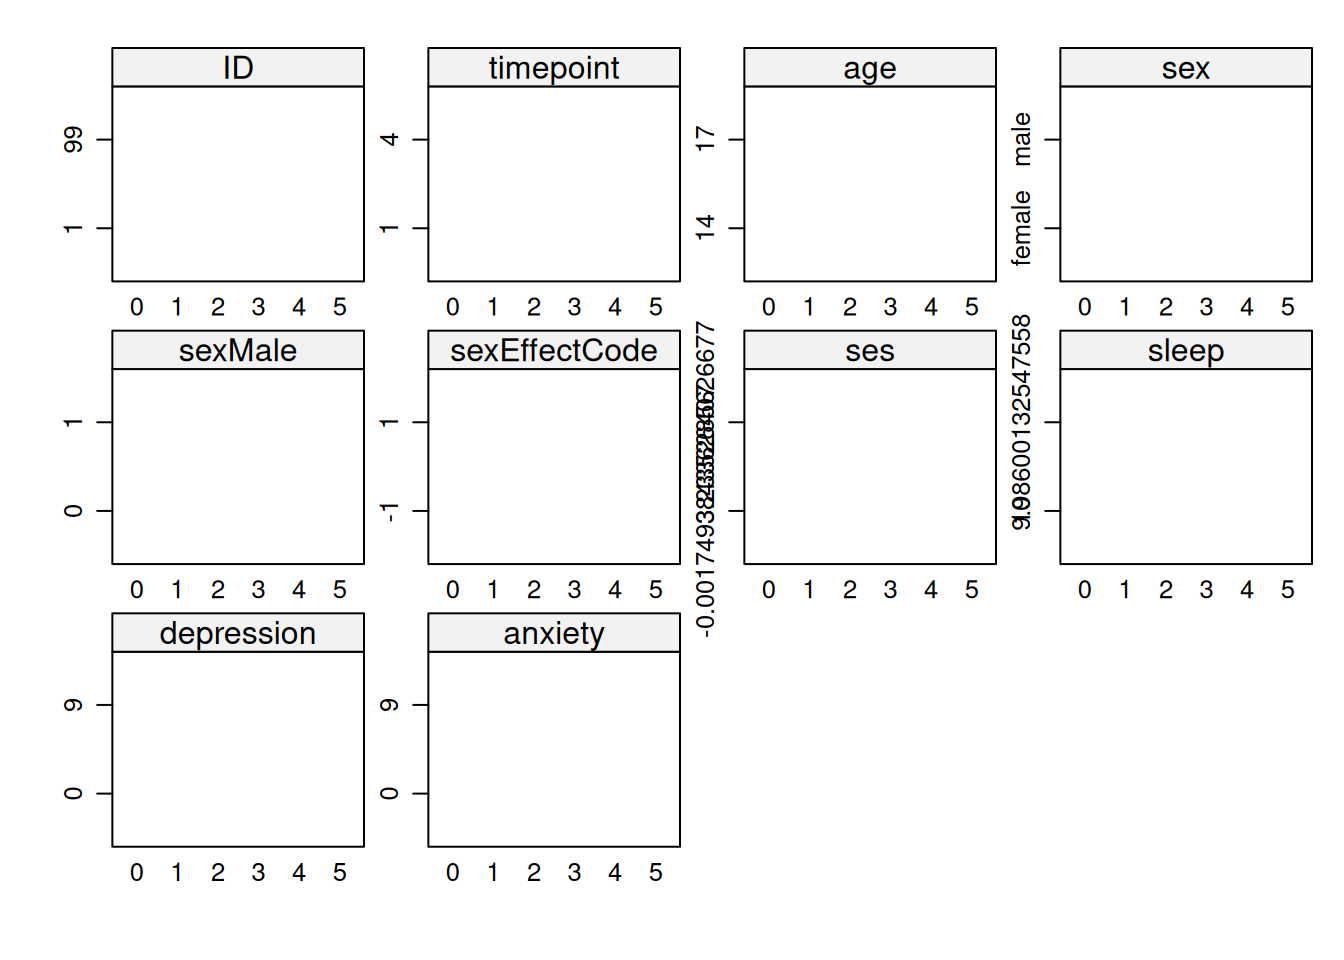 ID timepoint age sex
99 4 17 male
1 1 14 female
0 1 2 3 4 5 0 1 2 3 4 5 0 1 2 3 4 5 0 1 2 3 4 5
sexMale sexEffectCode ses sleep
1 1
0 -1
0 1 2 3 4 5 0 1 2 3 4 5 0 1 2 3 4 5 0 1 2 3 4 5
depression anxiety
9 9
0 0
0 1 2 3 4 5 0 1 2 3 4 5